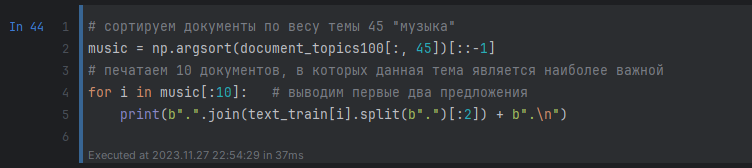 In 44
1 # сортируем документы по весу темы 45 "музыка"
2 music = np.argsort(document_topics100[:, 45])[::-1]
3 # печатаем 10 документов, в которых данная тема является наиболее важной
4 for i in music[:10]:   # выводим первые два предложения
5     print(b".".join(text_train[i].split(b".")[:2]) + b".\n")
6
Executed at 2023.11.27 22:54:29 in 37ms